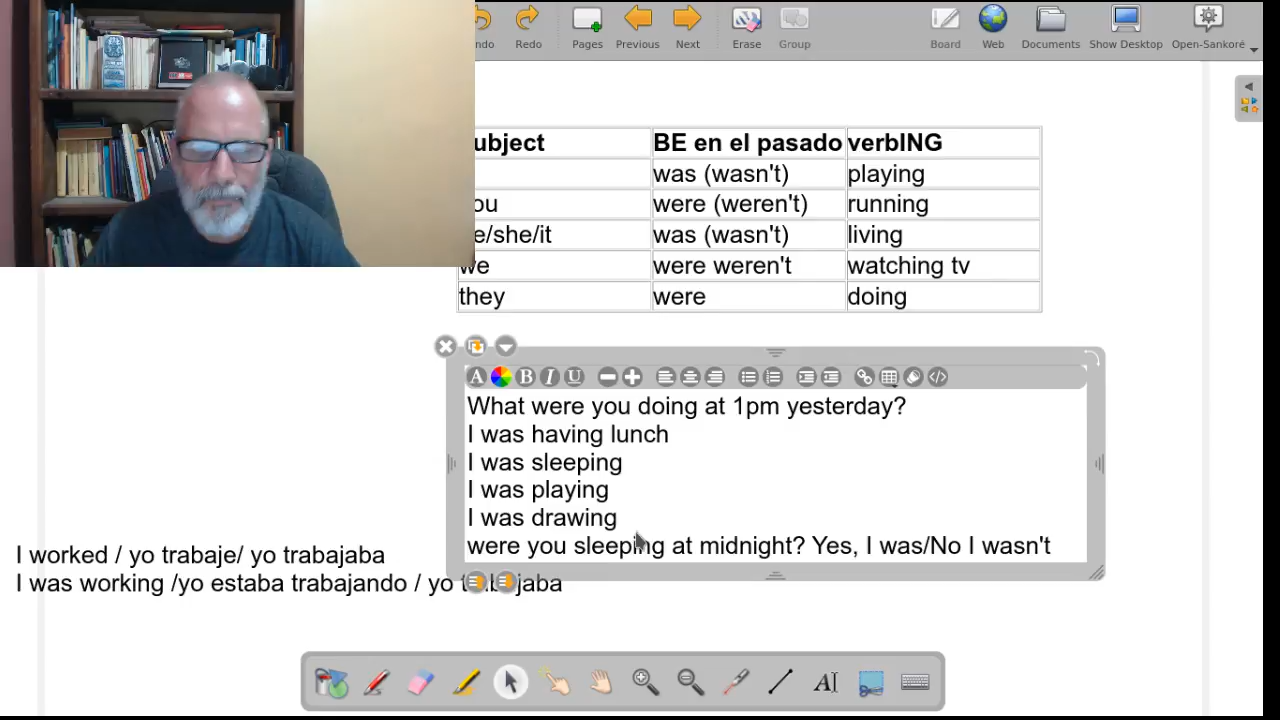 ndo
Redo
Pages
Previous
Next
Erase
Group
Board
Web
Documents
Show Desktop
Open-Sankoré
ubject BE en el pasado verbING
was (wasn't) playing
ou were (weren't) running
e/she/it was (wasn't) living
we were weren't watching tv
they were doing
What were you doing at 1pm yesterday?
I was having lunch
I was sleeping
I was playing
I was drawing
were you sleeping at midnight? Yes, I was/No I wasn't
I worked / yo trabaje/ yo trabajaba
I was working /yo estaba trabajando / yo trabajaba